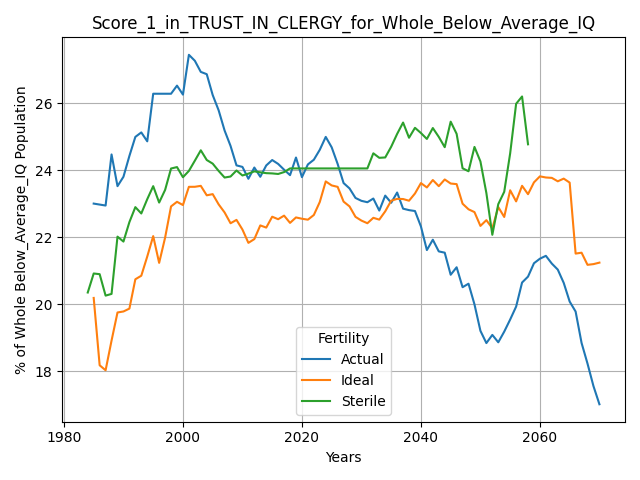 Score_1_in_TRUST_IN_CLERGY_for_Whole_Below_Average_IQ
% of Whole Below_Average_IQ Population
26
24
22
20
18
Fertility
Actual
Ideal
Sterile
1980
2000
2020
2040
2060
Years